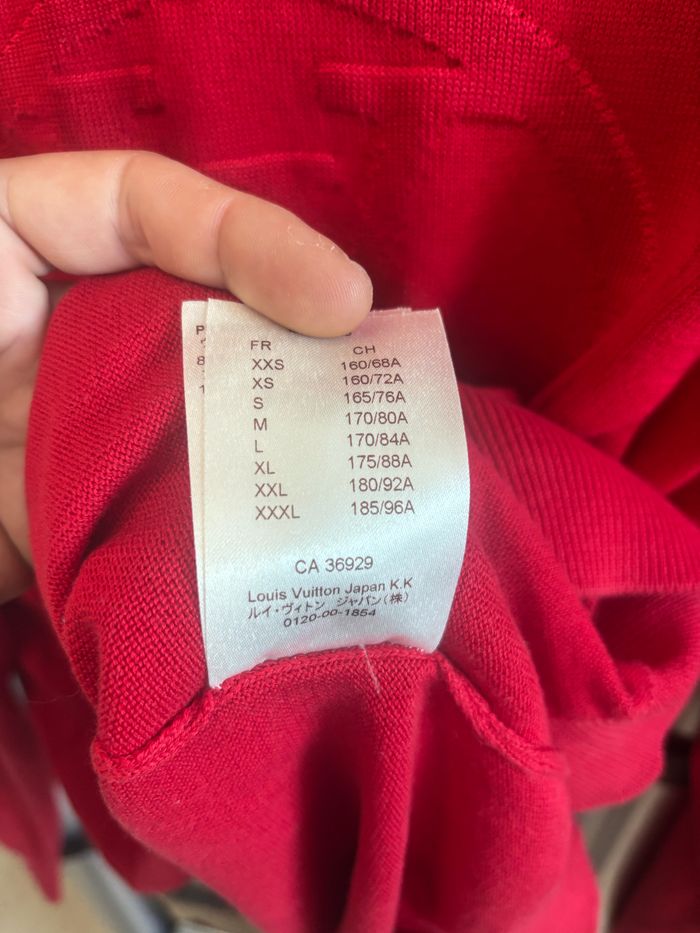 FR CH
XXS 160/68A
XS 160/72A
S 165/76A
M 170/80A
L 170/84A
XL 175/88A
XXL 180/92A
XXXL 185/96A
CA 36929
Louis Vuitton Japan K.K
ルイ・ヴィトン ジャパン(株)
0120-00-1854